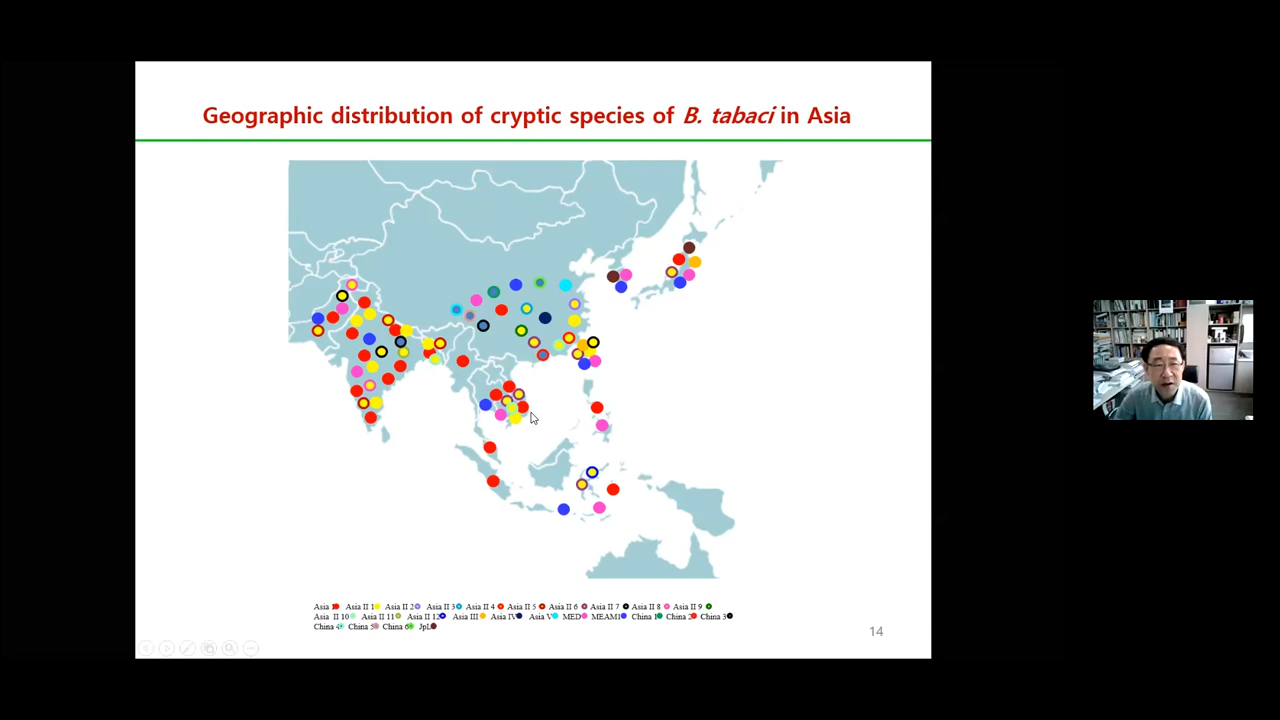 Geographic distribution of cryptic species of B. tabaci in Asia
Asia I Asia II 1 Asia II 2 Asia II 3 Asia II 4 Asia II 5 Asia II 6 Asia II 7 Asia II 8 Asia II 9
Asia II 10 Asia II 11 Asia II 12 Asia III Asia IV Asia V MED MEAM1 China 1 China 2 China 3
China 4 China 5 China 6 JpL
14